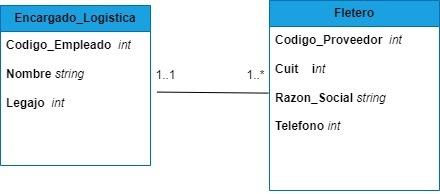 Encargado_Logistica
Codigo_Empleado int
Nombre string
Legajo int
1..1
1..*
Fletero
Codigo_Proveedor int
Cuit int
Razon_Social string
Telefono int